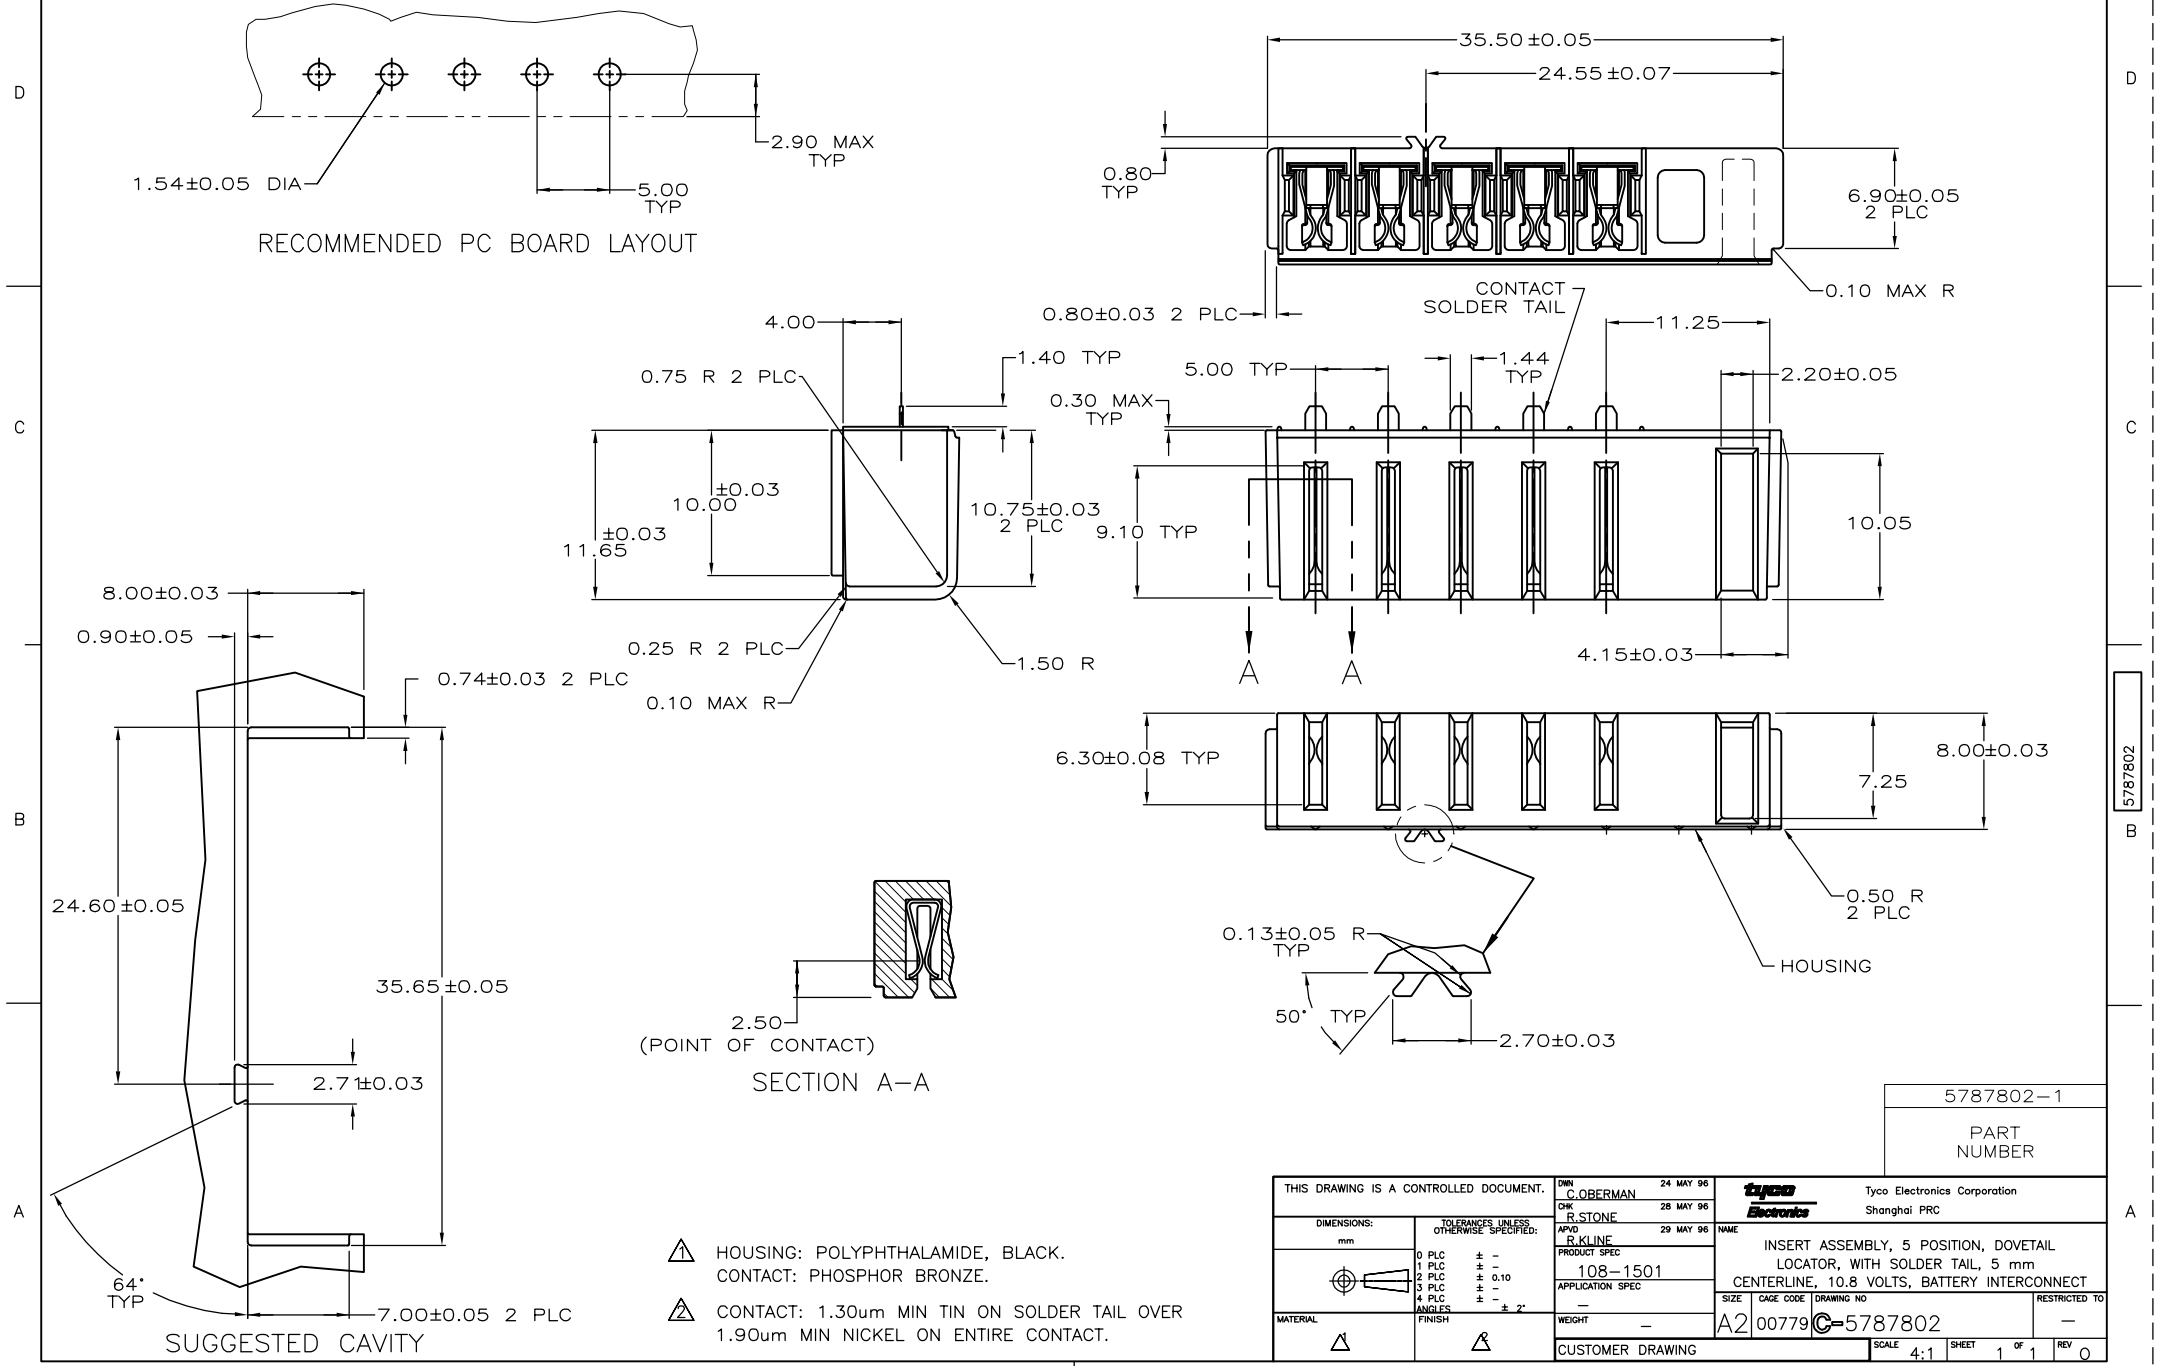 D
D
C
C
B
B
A
A
5787802
2.90 MAX
TYP
1.54±0.05 DIA
5.00
TYP
RECOMMENDED PC BOARD LAYOUT
35.50±0.05
24.55±0.07
0.80
TYP
6.90±0.05
2 PLC
0.10 MAX R
0.80±0.03 2 PLC
CONTACT
SOLDER TAIL
11.25
5.00 TYP
1.44
TYP
2.20±0.05
0.30 MAX
TYP
9.10 TYP
10.05
4.15±0.03
A
A
4.00
1.40 TYP
0.75 R 2 PLC
±0.03
10.00
±0.03
11.65
10.75±0.03
2 PLC
0.25 R 2 PLC
0.10 MAX R
1.50 R
8.00±0.03
0.90±0.05
0.74±0.03 2 PLC
24.60±0.05
35.65±0.05
2.71±0.03
64°
TYP
7.00±0.05 2 PLC
SUGGESTED CAVITY
6.30±0.08 TYP
8.00±0.03
7.25
0.50 R
2 PLC
HOUSING
0.13±0.05 R
TYP
50° TYP
2.70±0.03
2.50
(POINT OF CONTACT)
SECTION A-A
1 HOUSING: POLYPHTHALAMIDE, BLACK.
CONTACT: PHOSPHOR BRONZE.
2 CONTACT: 1.30um MIN TIN ON SOLDER TAIL OVER
1.90um MIN NICKEL ON ENTIRE CONTACT.
5787802-1
PART
NUMBER
THIS DRAWING IS A CONTROLLED DOCUMENT.
DIMENSIONS:
mm
TOLERANCES UNLESS
OTHERWISE SPECIFIED:
0 PLC ± -
1 PLC ± -
2 PLC ± 0.10
3 PLC ± -
4 PLC ± -
ANGLES ± 2°
MATERIAL
1
FINISH
2
DWN 24 MAY 96
C.OBERMAN
CHK 28 MAY 96
R.STONE
APVD 29 MAY 96
R.KLINE
PRODUCT SPEC
108-1501
APPLICATION SPEC
-
WEIGHT -
CUSTOMER DRAWING
tyco
Electronics
Tyco Electronics Corporation
Shanghai PRC
NAME
INSERT ASSEMBLY, 5 POSITION, DOVETAIL
LOCATOR, WITH SOLDER TAIL, 5 mm
CENTERLINE, 10.8 VOLTS, BATTERY INTERCONNECT
SIZE
A2
CAGE CODE
00779
DRAWING NO
C-5787802
RESTRICTED TO
-
SCALE 4:1
SHEET 1 OF 1
REV O